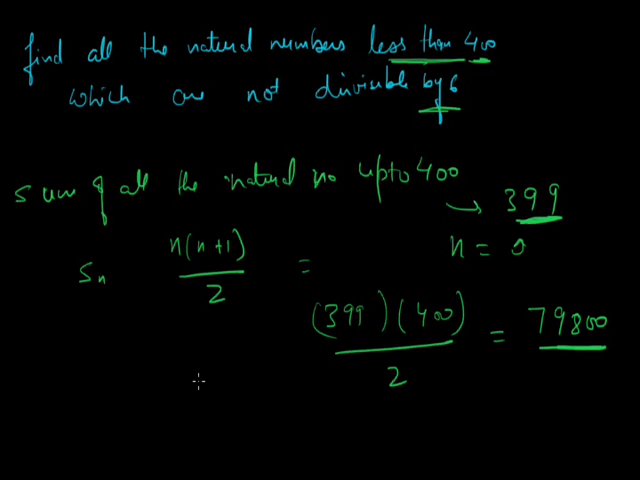 find all the natural numbers less than 400
which are not divisible by 6
sum of all the natural no upto 400
→ 399
n = 0
Sn n(n+1)/2 =
(399)(400)/2 = 79800